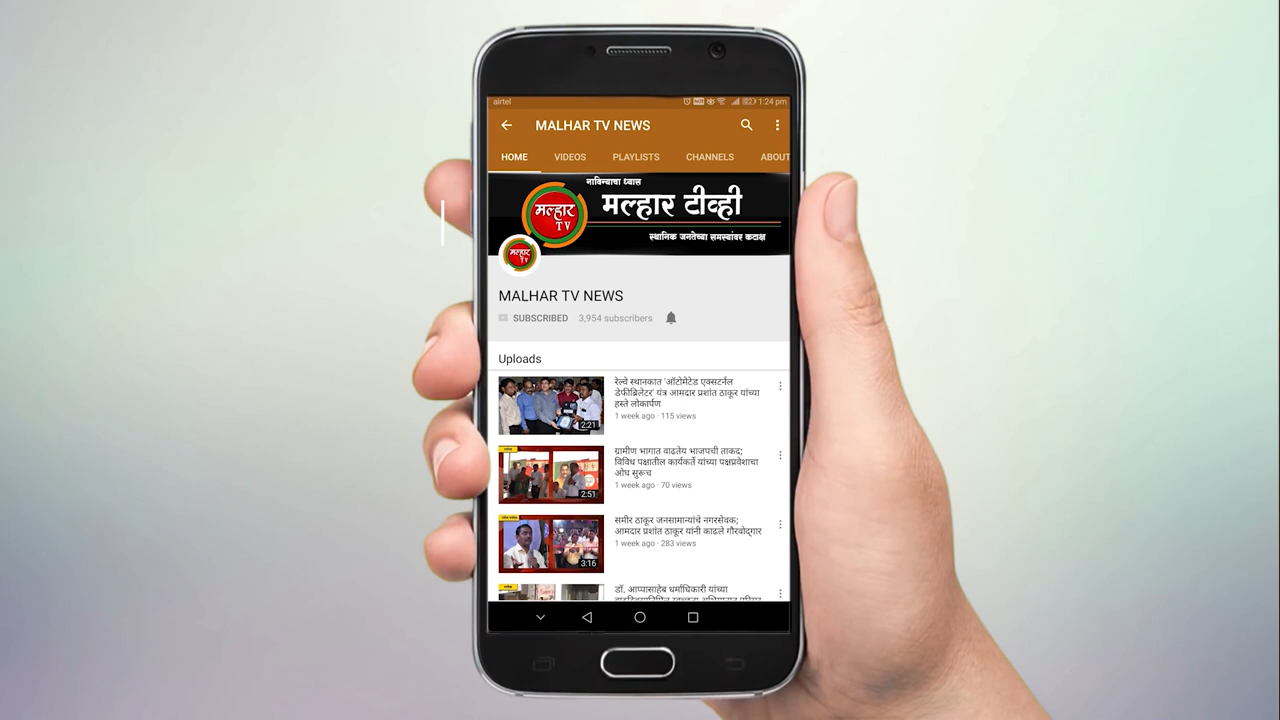 airtel
1:24 pm
MALHAR TV NEWS
HOME VIDEOS PLAYLISTS CHANNELS ABOUT
नाविन्याचा ध्यास
मल्हार टीव्ही
स्थानिक जनतेच्या समस्यांवर कटाक्ष
मल्हार
TV
मल्हार
TV
MALHAR TV NEWS
SUBSCRIBED 3,954 subscribers
Uploads
रेल्वे स्थानकात 'ऑटोमेटेड एक्सटर्नल
डेफीब्रिलेटर' यंत्र आमदार प्रशांत ठाकूर यांच्या
हस्ते लोकार्पण
1 week ago · 115 views
2:21
ग्रामीण भागात वाढतेय भाजपची ताकद;
विविध पक्षातील कार्यकर्ते यांच्या पक्षप्रवेशाचा
ओघ सुरूच
1 week ago · 70 views
2:51
समीर ठाकूर जनसामान्यांचे नगरसेवक;
आमदार प्रशांत ठाकूर यांनी काढले गौरवोद्गार
1 week ago · 283 views
3:16
डॉ. आप्पासाहेब धर्माधिकारी यांच्या